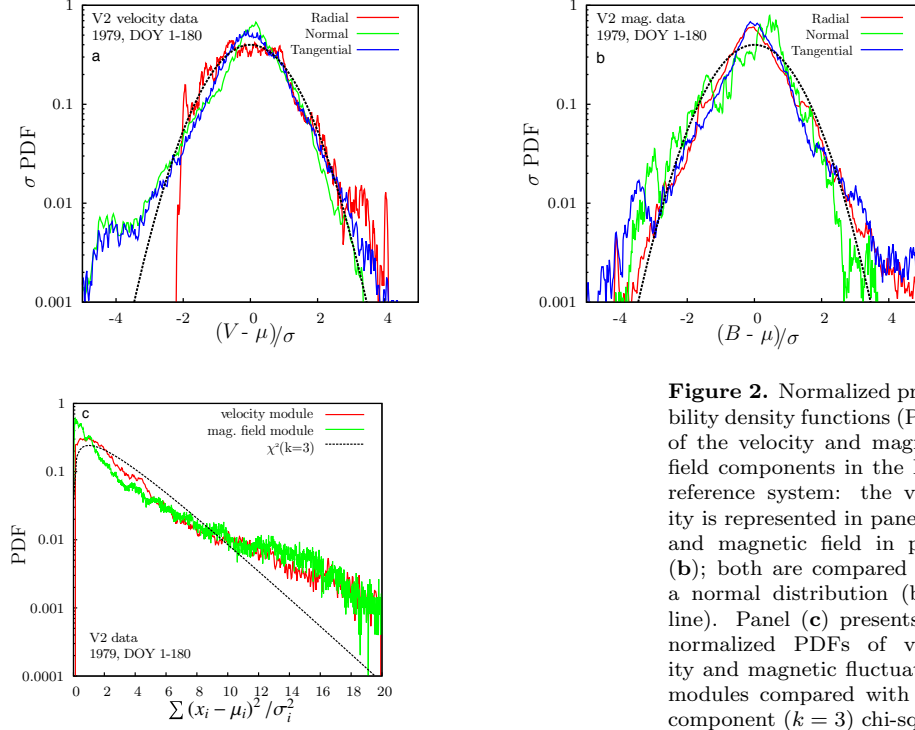 V2 velocity data
1979, DOY 1-180
a
Radial
Normal
Tangential
1
0.1
0.01
0.001
σ PDF
-4 -2 0 2 4
(V - μ)/σ
V2 mag. data
1979, DOY 1-180
b
Radial
Normal
Tangential
1
0.1
0.01
0.001
σ PDF
-4 -2 0 2 4
(B - μ)/σ
c
velocity module
mag. field module
χ²(k=3)
1
0.1
0.01
0.001
0.0001
PDF
V2 data
1979, DOY 1-180
0 2 4 6 8 10 12 14 16 18 20
∑ (xᵢ − μᵢ)² /σᵢ²
Figure 2. Normalized pr
bility density functions (P
of the velocity and magn
field components in the
reference system: the v
ity is represented in pane
and magnetic field in p
(b); both are compared
a normal distribution (b
line). Panel (c) presents
normalized PDFs of v
ity and magnetic fluctua
modules compared with
component (k = 3) chi-sq